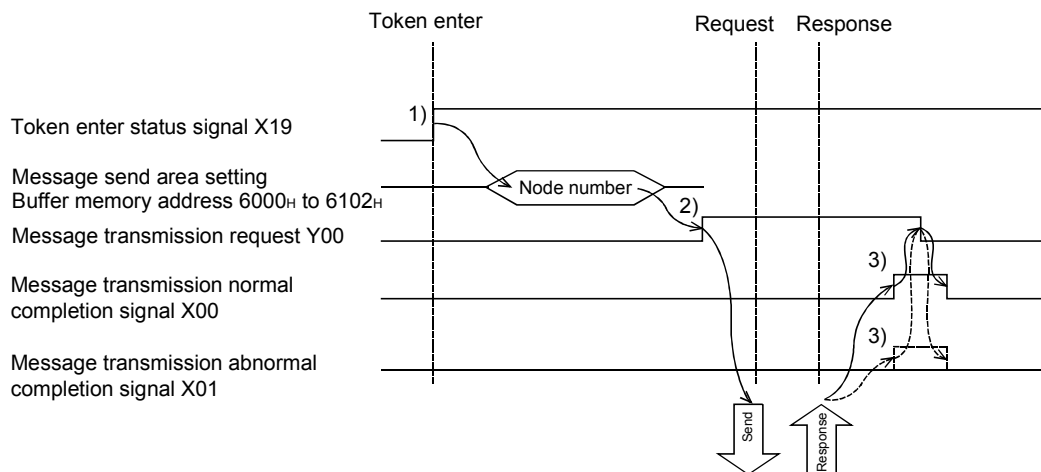 Token enter
Request
Response
1)
Token enter status signal X19
Message send area setting
Buffer memory address 6000H to 6102H
Node number
2)
Message transmission request Y00
3)
Message transmission normal
completion signal X00
3)
Message transmission abnormal
completion signal X01
Send
Response